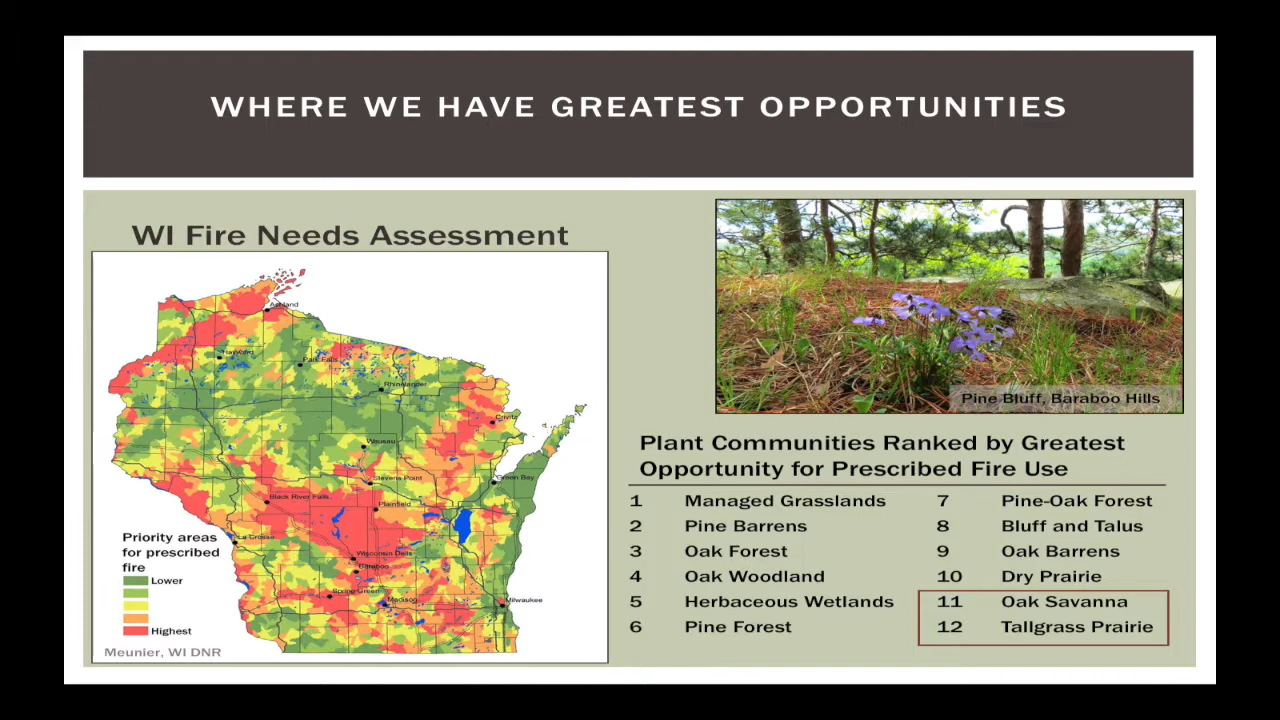 WHERE WE HAVE GREATEST OPPORTUNITIES
WI Fire Needs Assessment
Ashland
Hayward
Park Falls
Rhinelander
Crivitz
Wausau
Stevens Point
Green Bay
Black River Falls
Plainfield
La Crosse
Wisconsin Dells
Baraboo
Spring Green
Madison
Milwaukee
Priority areas
for prescribed
fire
Lower
Highest
Meunier, WI DNR
Pine Bluff, Baraboo Hills
Plant Communities Ranked by Greatest
Opportunity for Prescribed Fire Use
1 Managed Grasslands
2 Pine Barrens
3 Oak Forest
4 Oak Woodland
5 Herbaceous Wetlands
6 Pine Forest
7 Pine-Oak Forest
8 Bluff and Talus
9 Oak Barrens
10 Dry Prairie
11 Oak Savanna
12 Tallgrass Prairie